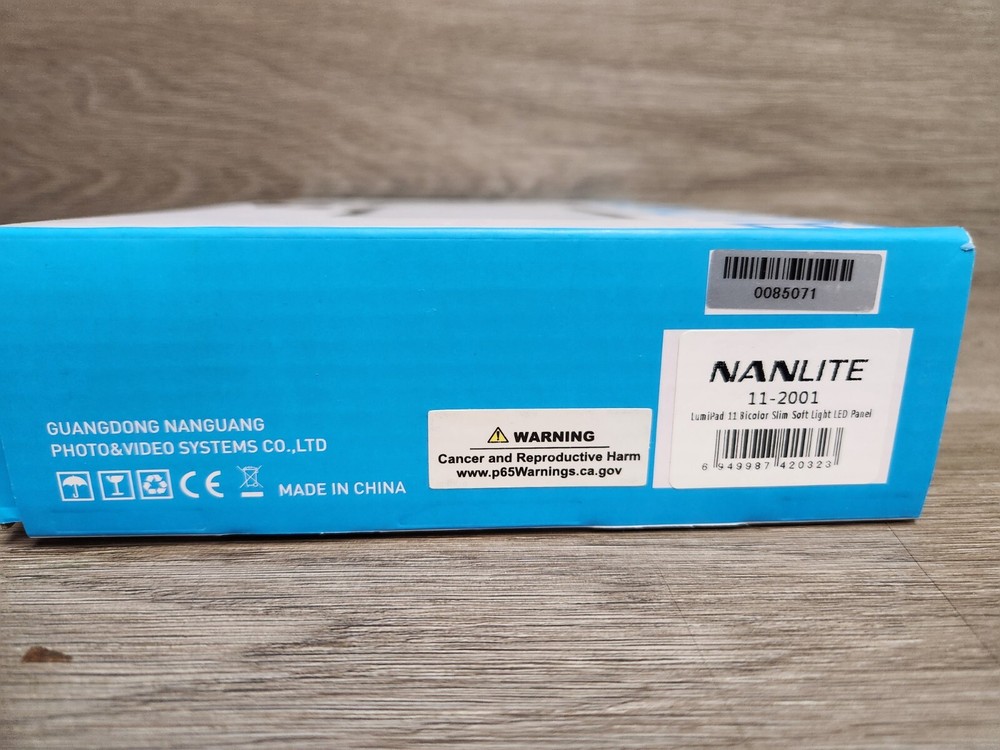 0085071
NANLITE
11-2001
LumiPad 11 Bicolor Slim Soft Light LED Panel
6 949987 420323
GUANGDONG NANGUANG
PHOTO&VIDEO SYSTEMS CO.,LTD
CE
MADE IN CHINA
WARNING
Cancer and Reproductive Harm
www.p65Warnings.ca.gov